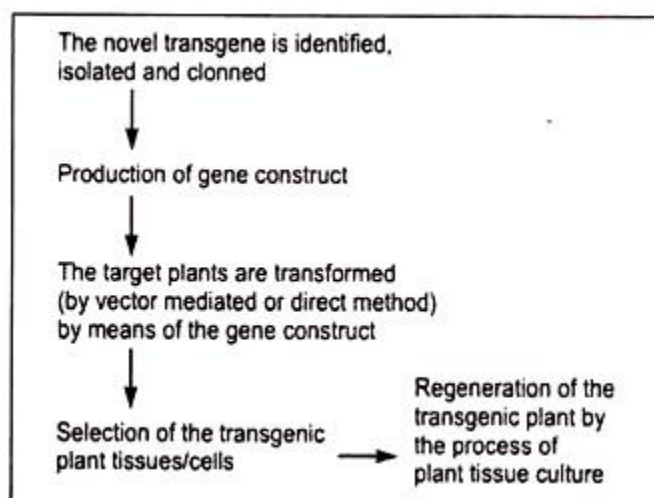 The novel transgene is identified,
isolated and clonned
Production of gene construct
The target plants are transformed
(by vector mediated or direct method)
by means of the gene construct
Selection of the transgenic
plant tissues/cells
Regeneration of the
transgenic plant by
the process of
plant tissue culture